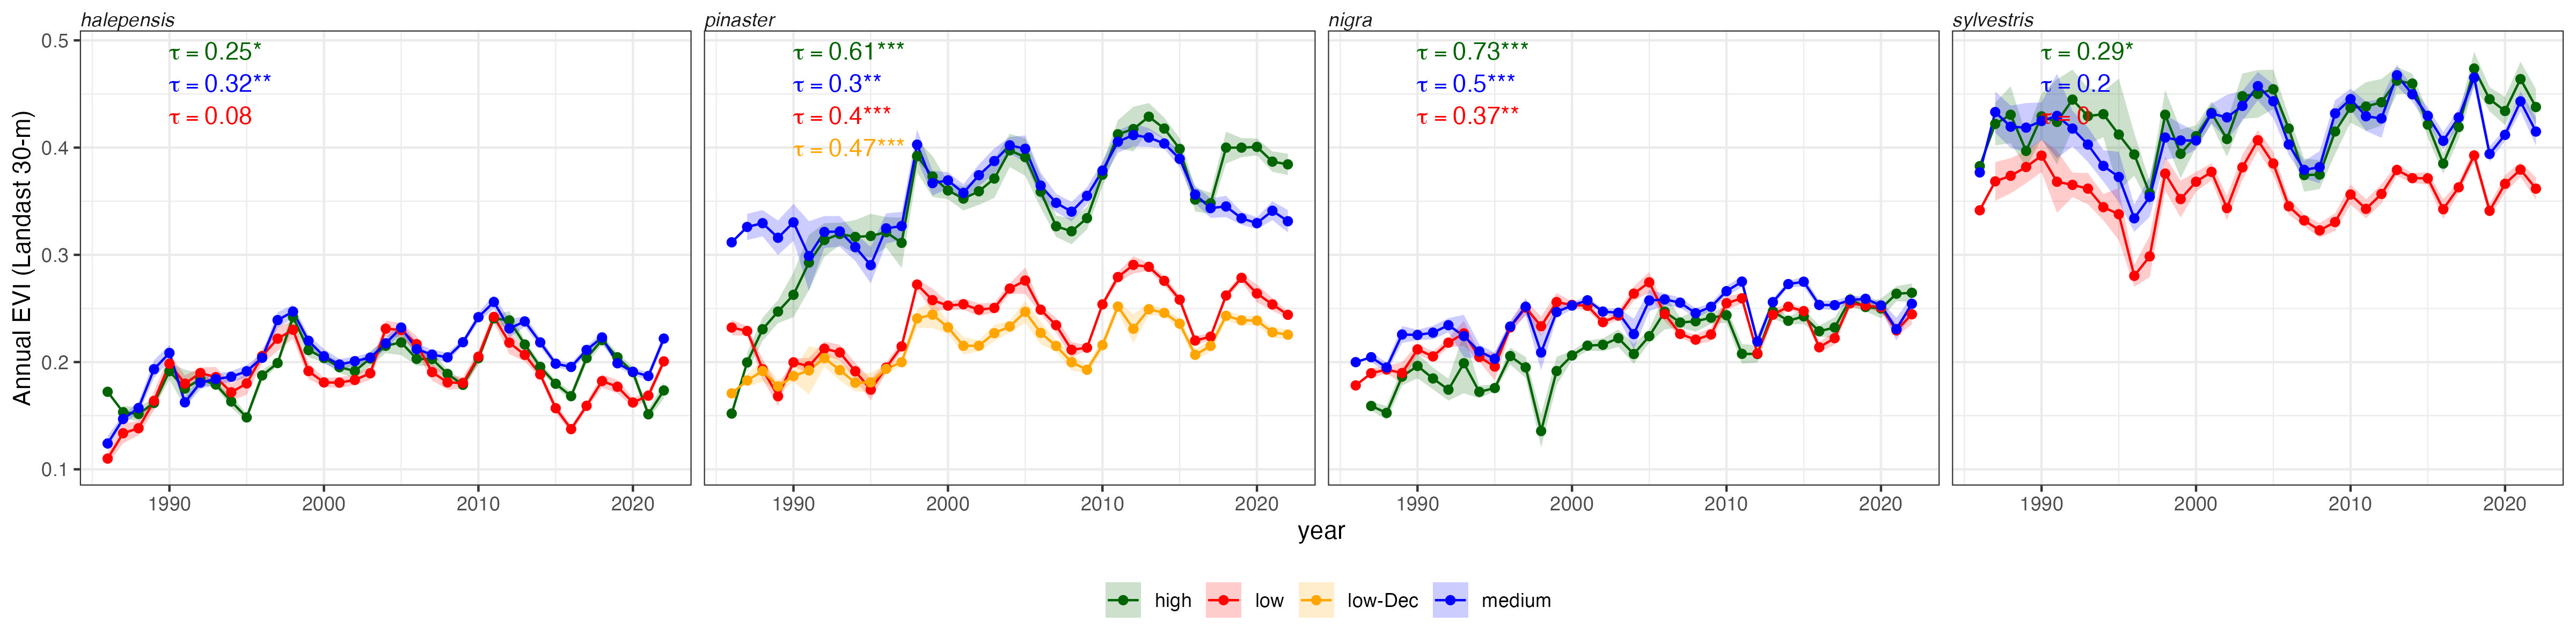 halepensis
pinaster
nigra
sylvestris
Annual EVI (Landast 30-m)
0.5
0.4
0.3
0.2
0.1
τ = 0.25*
τ = 0.32**
τ = 0.08
τ = 0.61***
τ = 0.3**
τ = 0.4***
τ = 0.47***
τ = 0.73***
τ = 0.5***
τ = 0.37**
τ = 0.29*
τ = 0.2
τ = 0
1990 2000 2010 2020
1990 2000 2010 2020
1990 2000 2010 2020
1990 2000 2010 2020
year
high low low-Dec medium